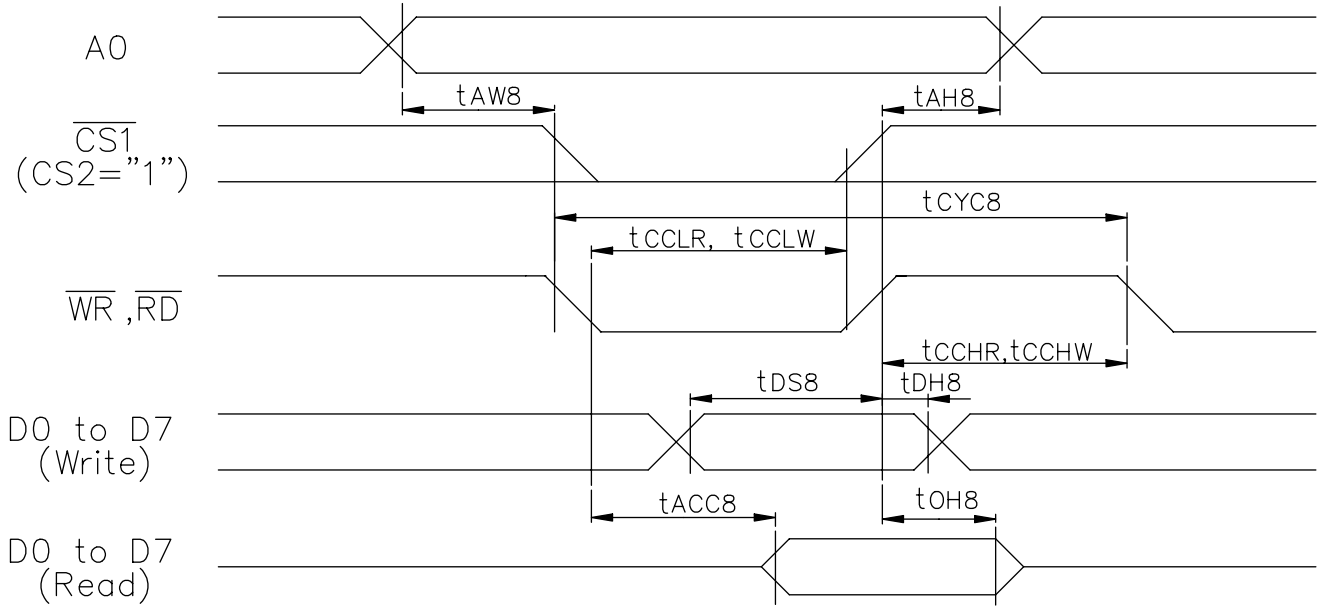 A0
tAW8
tAH8
CS1
(CS2="1")
tCYC8
tCCLR, tCCLW
WR ,RD
tCCHR,tCCHW
tDS8
tDH8
D0 to D7
(Write)
tACC8
tOH8
D0 to D7
(Read)